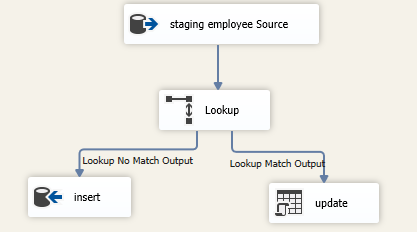 staging employee Source
Lookup
Lookup No Match Output
Lookup Match Output
insert
update